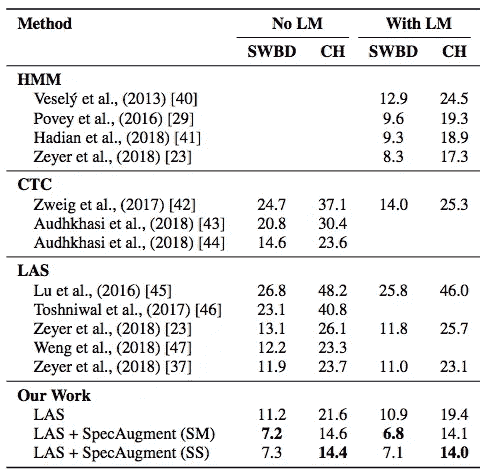 Method No LM With LM
SWBD CH SWBD CH
HMM
Veselý et al., (2013) [40] 12.9 24.5
Povey et al., (2016) [29] 9.6 19.3
Hadian et al., (2018) [41] 9.3 18.9
Zeyer et al., (2018) [23] 8.3 17.3
CTC
Zweig et al., (2017) [42] 24.7 37.1 14.0 25.3
Audhkhasi et al., (2018) [43] 20.8 30.4
Audhkhasi et al., (2018) [44] 14.6 23.6
LAS
Lu et al., (2016) [45] 26.8 48.2 25.8 46.0
Toshniwal et al., (2017) [46] 23.1 40.8
Zeyer et al., (2018) [23] 13.1 26.1 11.8 25.7
Weng et al., (2018) [47] 12.2 23.3
Zeyer et al., (2018) [37] 11.9 23.7 11.0 23.1
Our Work
LAS 11.2 21.6 10.9 19.4
LAS + SpecAugment (SM) 7.2 14.6 6.8 14.1
LAS + SpecAugment (SS) 7.3 14.4 7.1 14.0